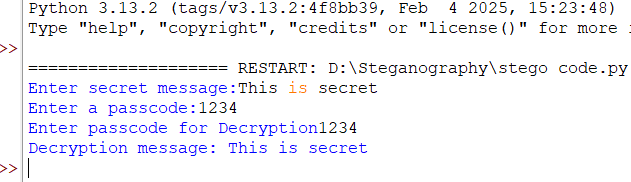 Python 3.13.2 (tags/v3.13.2:4f8bb39, Feb  4 2025, 15:23:48)
Type "help", "copyright", "credits" or "license()" for more
>>
==================== RESTART: D:\Steganography\stego code.py
Enter secret message:This is secret
Enter a passcode:1234
Enter passcode for Decryption1234
Decryption message: This is secret
>>